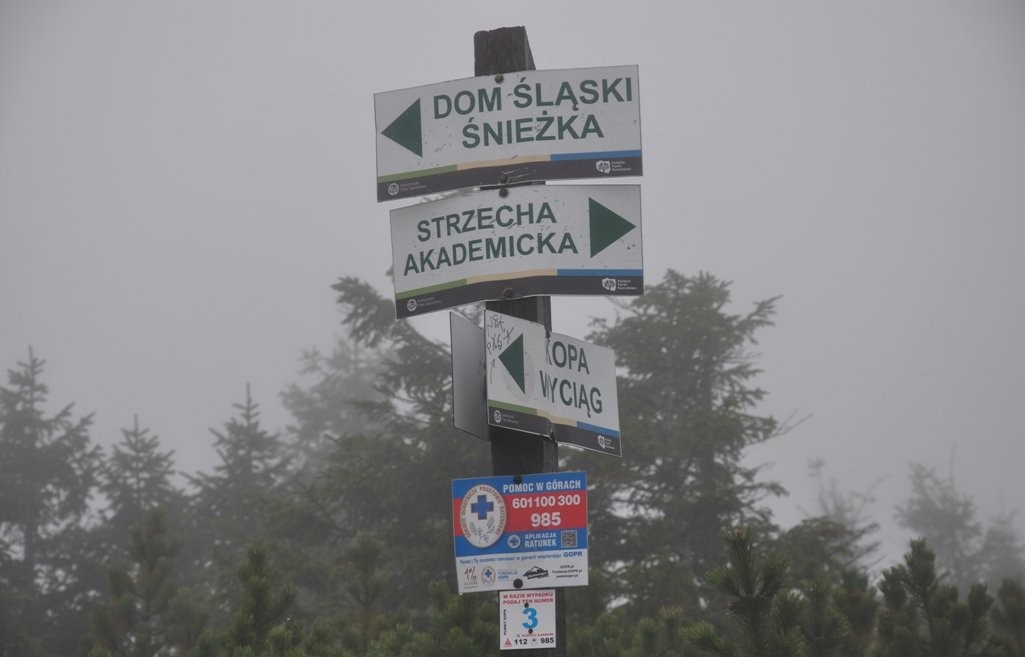 DOM ŚLĄSKI
ŚNIEŻKA
STRZECHA
AKADEMICKA
KOPA
WYCIĄG
POMOC W GÓRACH
601 100 300
985
APLIKACJA
RATUNEK
GOPR
W RAZIE WYPADKU
PODAJ TEN NUMER
3
112 985